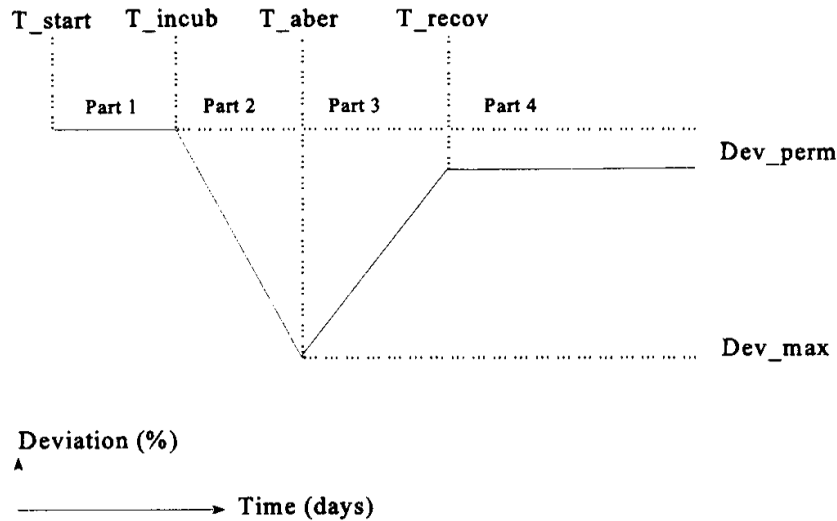 T_start T_incub T_aber T_recov
Part 1 Part 2 Part 3 Part 4
Dev_perm
Dev_max
Deviation (%)
Time (days)